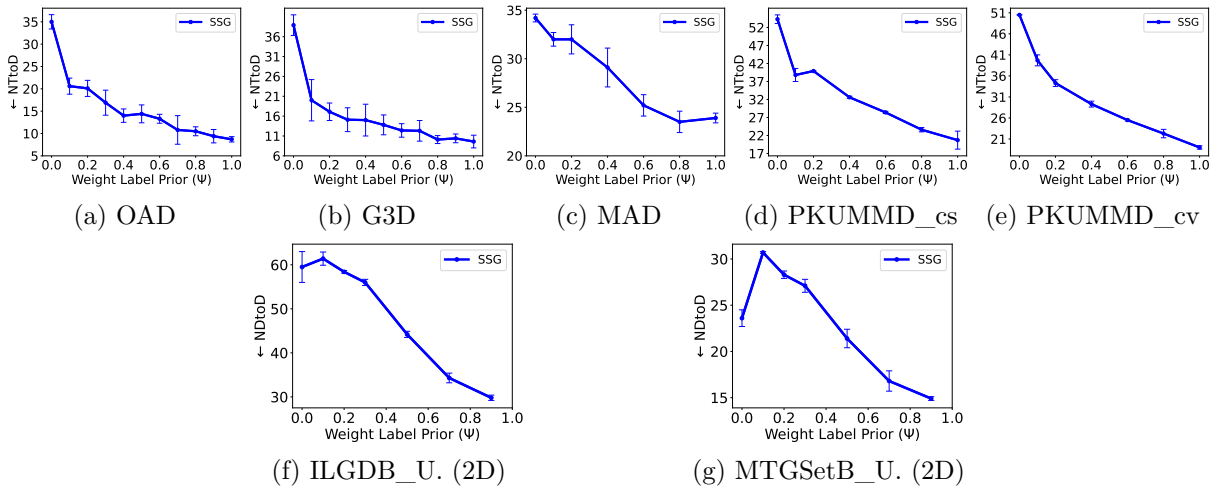 35
30
25
20
15
10
5
← NTtoD
SSG
0.0 0.2 0.4 0.6 0.8 1.0
Weight Label Prior (Ψ)
(a) OAD
36
31
26
21
16
11
6
← NTtoD
SSG
0.0 0.2 0.4 0.6 0.8 1.0
Weight Label Prior (Ψ)
(b) G3D
35
30
25
20
← NTtoD
SSG
0.0 0.2 0.4 0.6 0.8 1.0
Weight Label Prior (Ψ)
(c) MAD
52
47
42
37
32
27
22
17
← NTtoD
SSG
0.0 0.2 0.4 0.6 0.8 1.0
Weight Label Prior (Ψ)
(d) PKUMMD_cs
51
46
41
36
31
26
21
← NTtoD
SSG
0.0 0.2 0.4 0.6 0.8 1.0
Weight Label Prior (Ψ)
(e) PKUMMD_cv
60
50
40
30
← NDtoD
SSG
0.0 0.2 0.4 0.6 0.8 1.0
Weight Label Prior (Ψ)
(f) ILGDB_U. (2D)
30
25
20
15
← NDtoD
SSG
0.0 0.2 0.4 0.6 0.8 1.0
Weight Label Prior (Ψ)
(g) MTGSetB_U. (2D)